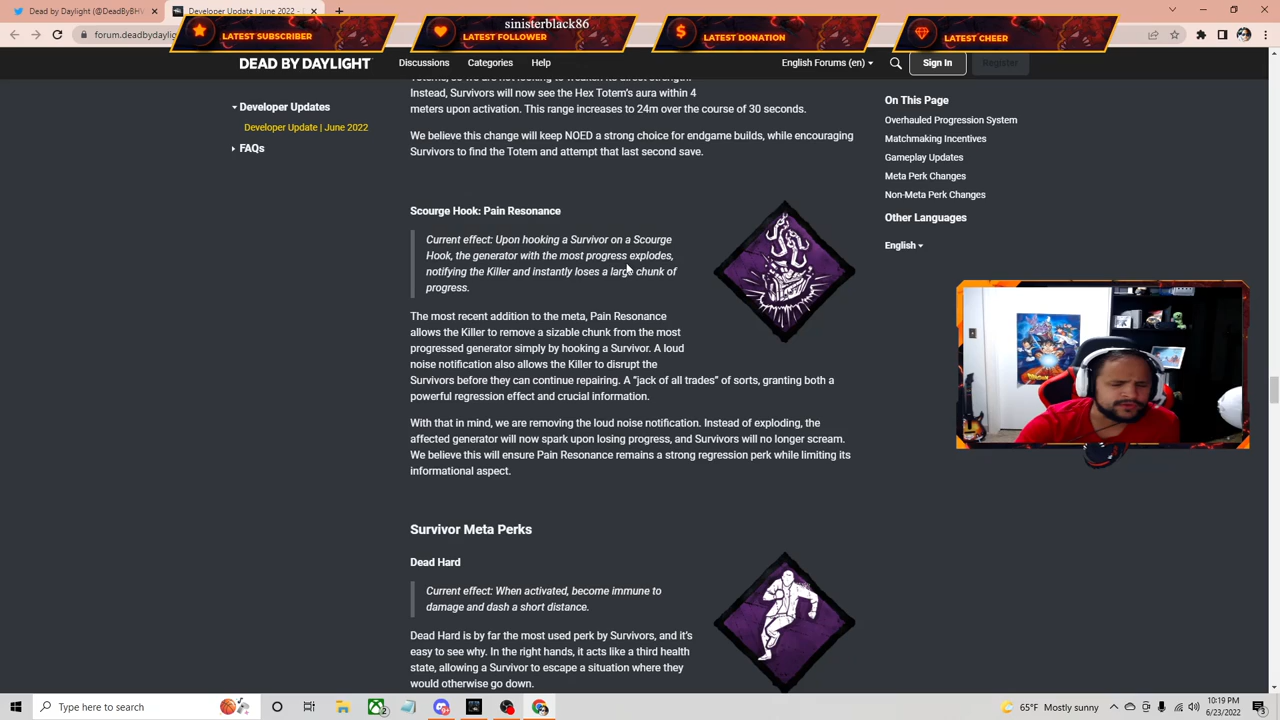 (1) Dead by Daylight
Dev
forum.deadbydaylig
LATEST SUBSCRIBER
sinisterblack86
LATEST FOLLOWER
LATEST DONATION
LATEST CHEER
DEAD BY DAYLIGHT
Discussions
Categories
Help
English Forums (en)
Sign In
Register
Developer Updates
Developer Update | June 2022
FAQs
Totems, so we are not looking to weaken its direct strength.
Instead, Survivors will now see the Hex Totem's aura within 4
meters upon activation. This range increases to 24m over the course of 30 seconds.
We believe this change will keep NOED a strong choice for endgame builds, while encouraging
Survivors to find the Totem and attempt that last second save.
Scourge Hook: Pain Resonance
Current effect: Upon hooking a Survivor on a Scourge
Hook, the generator with the most progress explodes,
notifying the Killer and instantly loses a large chunk of
progress.
The most recent addition to the meta, Pain Resonance
allows the Killer to remove a sizable chunk from the most
progressed generator simply by hooking a Survivor. A loud
noise notification also allows the Killer to disrupt the
Survivors before they can continue repairing. A “jack of all trades” of sorts, granting both a
powerful regression effect and crucial information.
With that in mind, we are removing the loud noise notification. Instead of exploding, the
affected generator will now spark upon losing progress, and Survivors will no longer scream.
We believe this will ensure Pain Resonance remains a strong regression perk while limiting its
informational aspect.
Survivor Meta Perks
Dead Hard
Current effect: When activated, become immune to
damage and dash a short distance.
Dead Hard is by far the most used perk by Survivors, and it's
easy to see why. In the right hands, it acts like a third health
state, allowing a Survivor to escape a situation where they
would otherwise go down.
On This Page
Overhauled Progression System
Matchmaking Incentives
Gameplay Updates
Meta Perk Changes
Non-Meta Perk Changes
Other Languages
English
Type here to search
65°F Mostly sunny
10:19 PM
6/23/2022